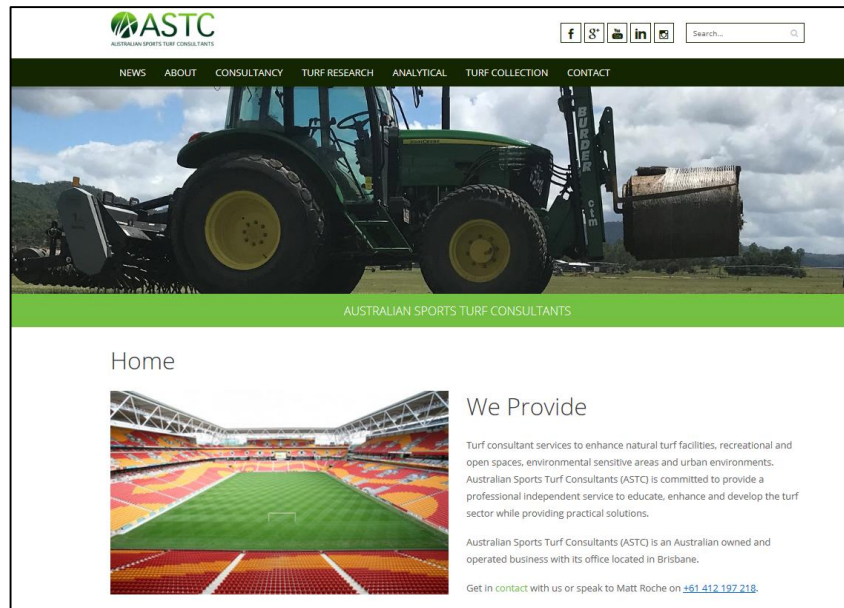 ASTC
AUSTRALIAN SPORTS TURF CONSULTANTS
Search...
NEWS ABOUT CONSULTANCY TURF RESEARCH ANALYTICAL TURF COLLECTION CONTACT
BURDER
ctm
AUSTRALIAN SPORTS TURF CONSULTANTS
Home
We Provide
Turf consultant services to enhance natural turf facilities, recreational and
open spaces, environmental sensitive areas and urban environments.
Australian Sports Turf Consultants (ASTC) is committed to provide a
professional independent service to educate, enhance and develop the turf
sector while providing practical solutions.
Australian Sports Turf Consultants (ASTC) is an Australian owned and
operated business with its office located in Brisbane.
Get in contact with us or speak to Matt Roche on +61 412 197 218.